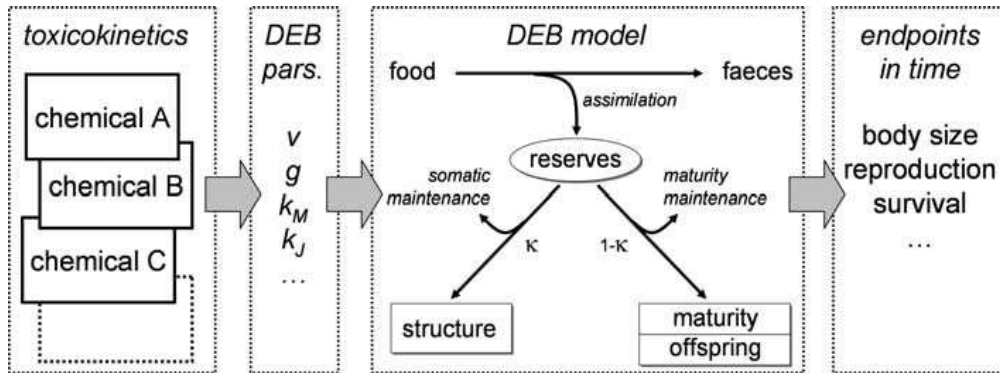 toxicokinetics
chemical A
chemical B
chemical C
DEB
pars.
v
g
k_M
k_J
...
DEB model
food
faeces
assimilation
reserves
somatic
maintenance
maturity
maintenance
κ
1-κ
structure
maturity
offspring
endpoints
in time
body size
reproduction
survival
...